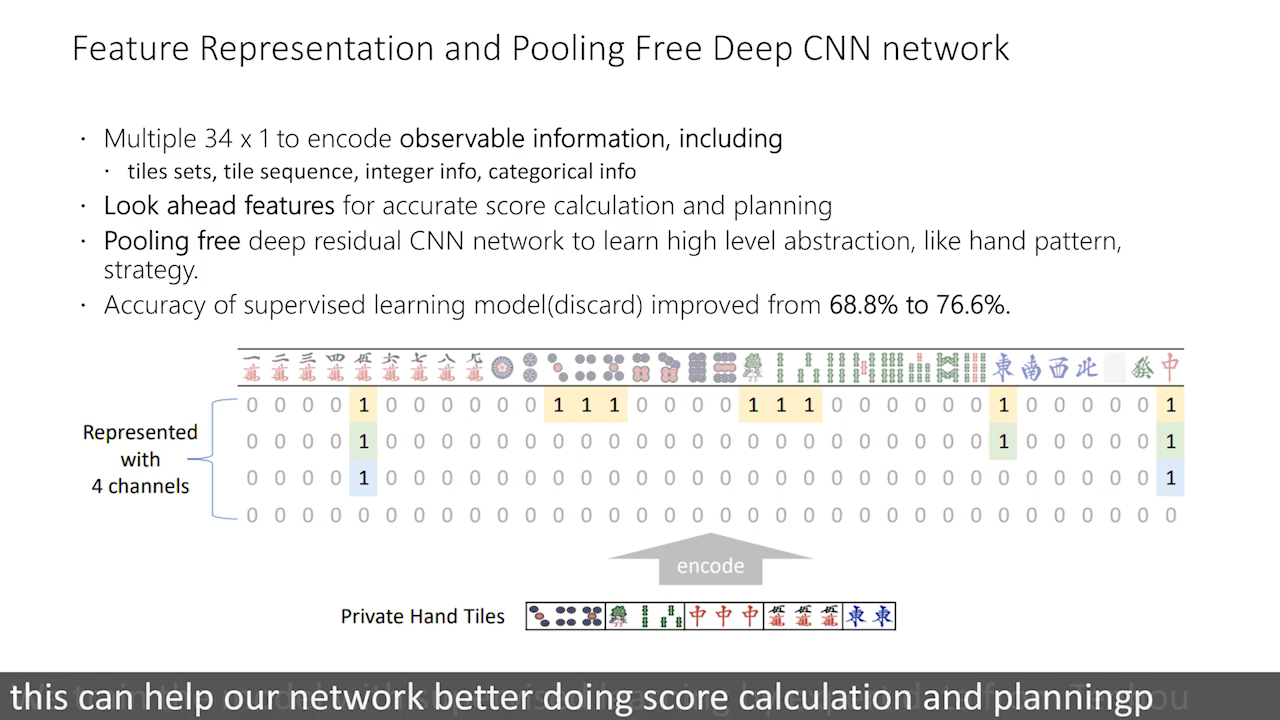 Feature Representation and Pooling Free Deep CNN network
· Multiple 34 x 1 to encode observable information, including
· tiles sets, tile sequence, integer info, categorical info
· Look ahead features for accurate score calculation and planning
· Pooling free deep residual CNN network to learn high level abstraction, like hand pattern,
strategy.
· Accuracy of supervised learning model(discard) improved from 68.8% to 76.6%.
一萬 二萬 三萬 四萬 伍萬 六萬 七萬 八萬 九萬 東 南 西 北 發 中
0 0 0 0 1 0 0 0 0 0 0 1 1 1 0 0 0 0 1 1 1 0 0 0 0 0 0 1 0 0 0 0 0 1
0 0 0 0 1 0 0 0 0 0 0 0 0 0 0 0 0 0 0 0 0 0 0 0 0 0 0 1 0 0 0 0 0 1
0 0 0 0 1 0 0 0 0 0 0 0 0 0 0 0 0 0 0 0 0 0 0 0 0 0 0 0 0 0 0 0 0 1
0 0 0 0 0 0 0 0 0 0 0 0 0 0 0 0 0 0 0 0 0 0 0 0 0 0 0 0 0 0 0 0 0 0
Represented
with
4 channels
encode
Private Hand Tiles 中 中 中 伍萬 伍萬 伍萬 東 東
this can help our network better doing score calculation and planningp